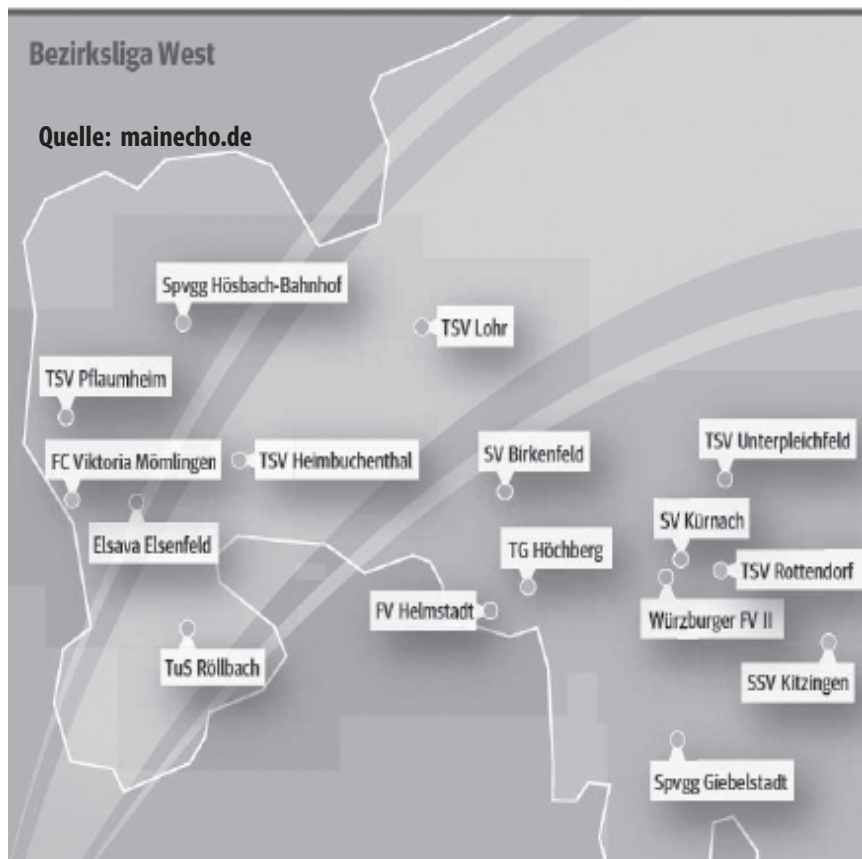 Bezirksliga West
Quelle: mainecho.de
Spvgg Hösbach-Bahnhof
TSV Lohr
TSV Pflaumheim
FC Viktoria Mömlingen
TSV Heimbuchenthal
SV Birkenfeld
TSV Unterpleichfeld
Elsava Elsenfeld
SV Kürnach
TG Höchberg
TSV Rottendorf
FV Helmstadt
Würzburger FV II
TuS Röllbach
SSV Kitzingen
Spvgg Giebelstadt